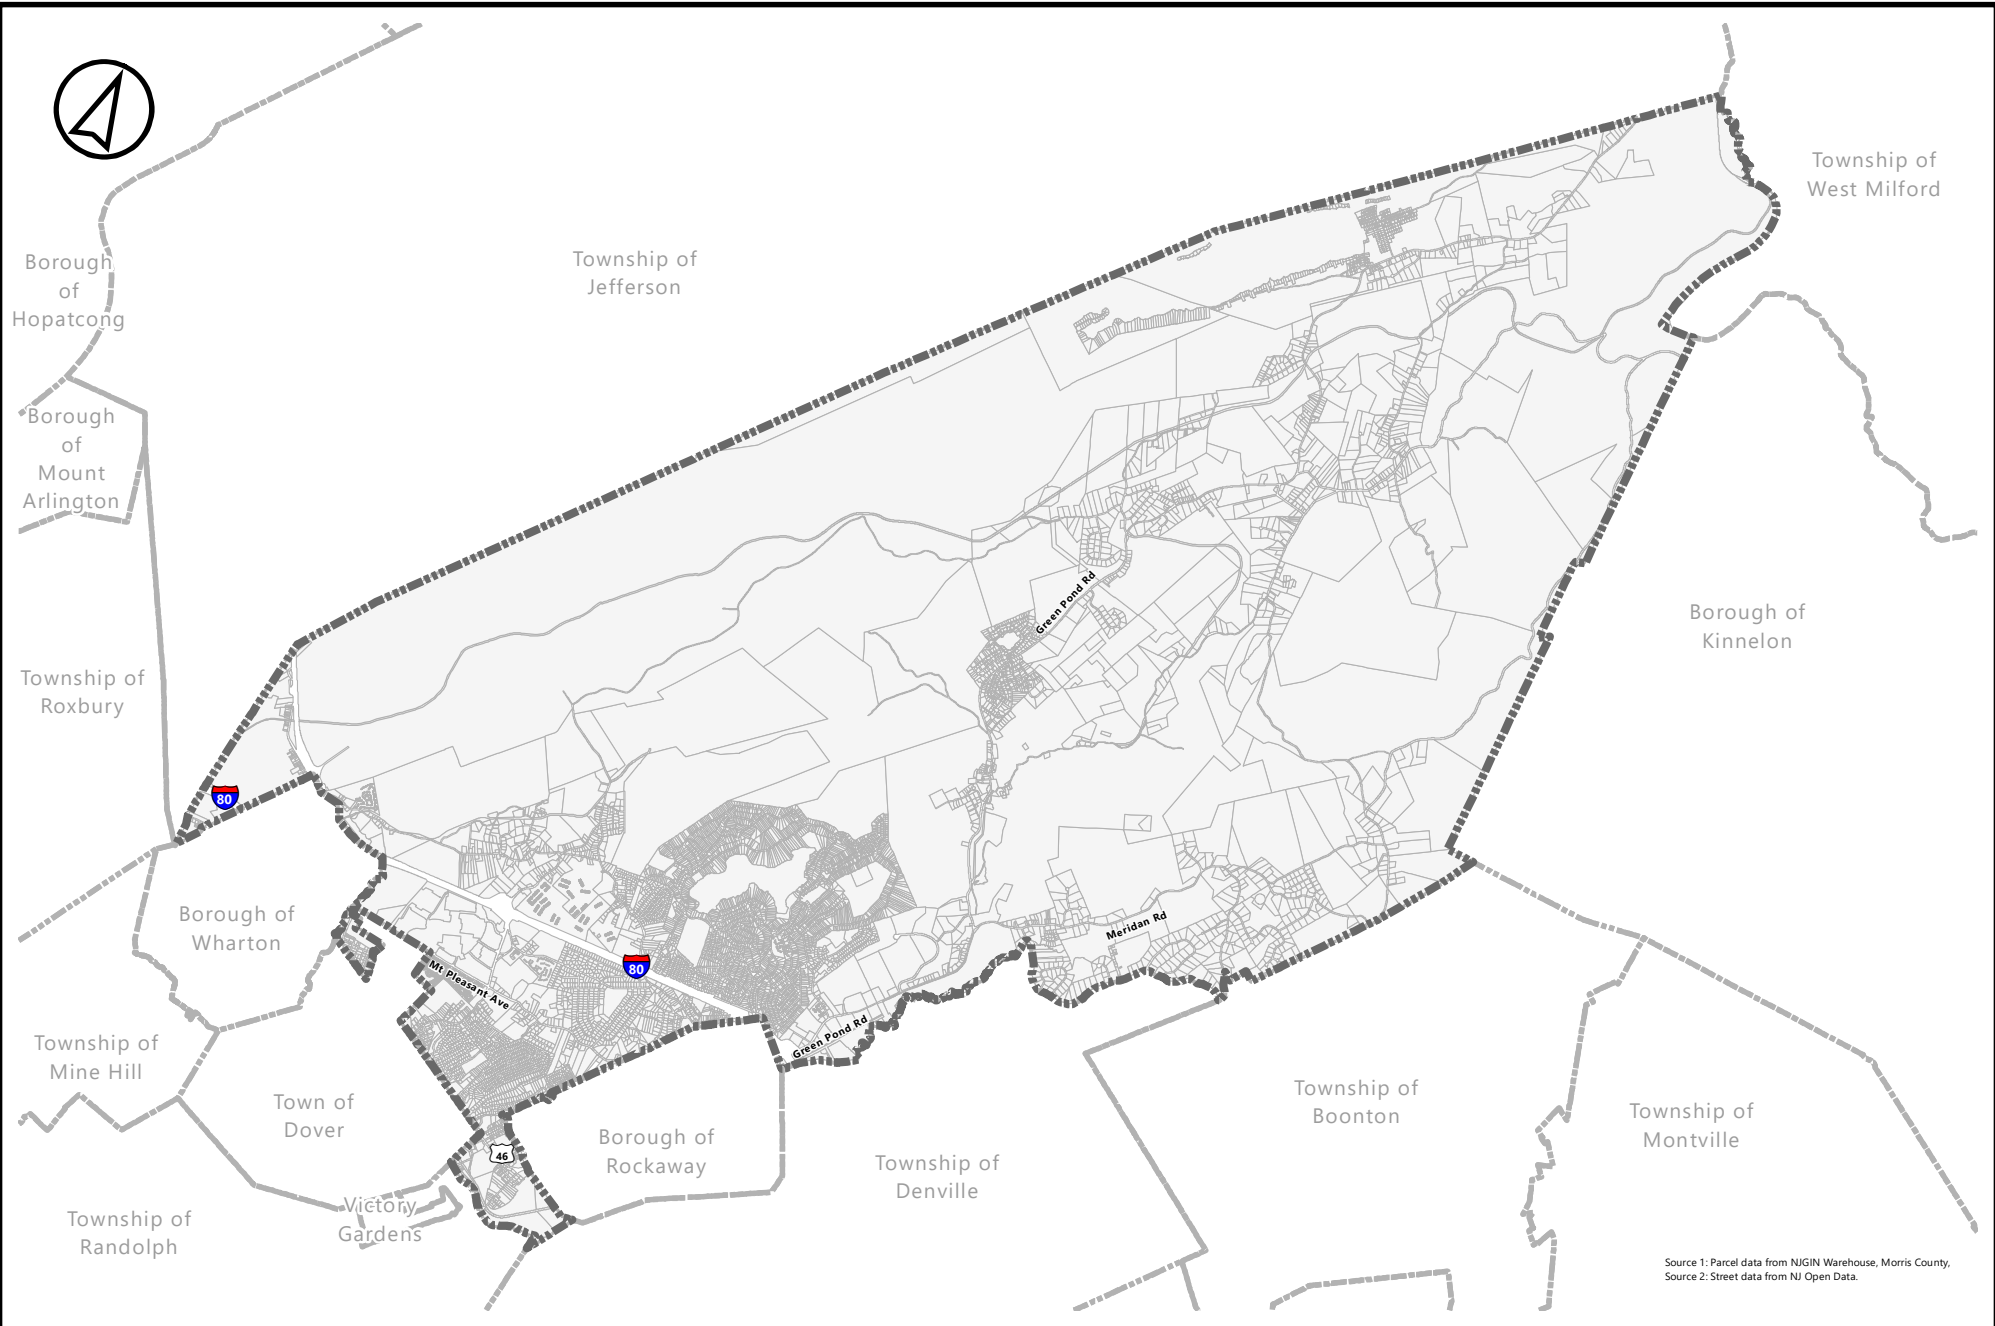 Township of
West Milford
Township of
Jefferson
Borough
of
Hopatcong
Borough
of
Mount
Arlington
Green Pond Rd
Borough of
Kinnelon
Township of
Roxbury
80
Borough of
Wharton
Meridan Rd
80
Mt Pleasant Ave
Green Pond Rd
Township of
Mine Hill
Town of
Dover
Township of
Boonton
Township of
Montville
Borough of
Rockaway
46
Township of
Denville
Victory
Gardens
Township of
Randolph
Source 1: Parcel data from NJGIN Warehouse, Morris County,
Source 2: Street data from NJ Open Data.